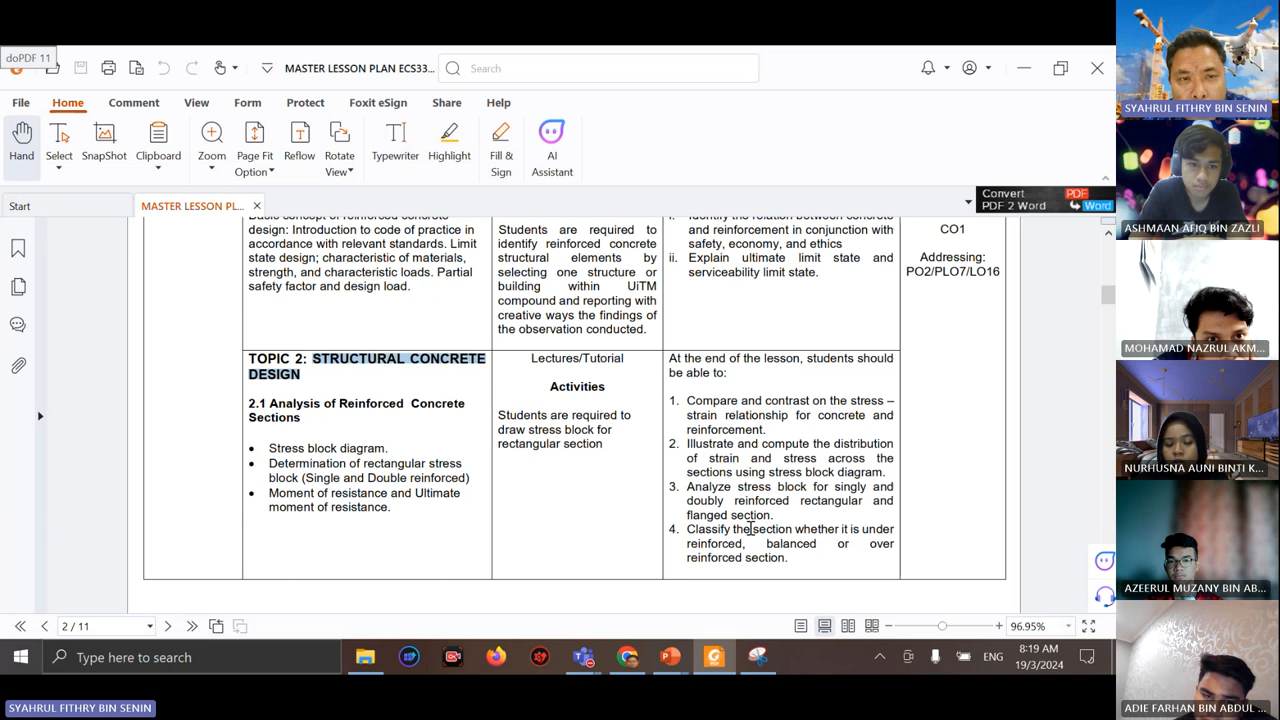 doPDF 11
MASTER LESSON PLAN ECS33...
Search
File
Home
Comment
View
Form
Protect
Foxit eSign
Share
Help
Hand
Select
SnapShot
Clipboard
Zoom
Page Fit
Option
Reflow
Rotate
View
Typewriter
Highlight
Fill &
Sign
AI
Assistant
Start
MASTER LESSON PL...
Convert
PDF 2 Word
PDF
Word
Basic concept of reinforced concrete
design: Introduction to code of practice in
accordance with relevant standards. Limit
state design; characteristic of materials,
strength, and characteristic loads. Partial
safety factor and design load.
Students are required to
identify reinforced concrete
structural elements by
selecting one structure or
building within UiTM
compound and reporting with
creative ways the findings of
the observation conducted.
i. Identify the relation between concrete
and reinforcement in conjunction with
safety, economy, and ethics
ii. Explain ultimate limit state and
serviceability limit state.
CO1
Addressing:
PO2/PLO7/LO16
TOPIC 2: STRUCTURAL CONCRETE
DESIGN
2.1 Analysis of Reinforced Concrete
Sections
• Stress block diagram.
• Determination of rectangular stress
block (Single and Double reinforced)
• Moment of resistance and Ultimate
moment of resistance.
Lectures/Tutorial
Activities
Students are required to
draw stress block for
rectangular section
At the end of the lesson, students should
be able to:
1. Compare and contrast on the stress –
strain relationship for concrete and
reinforcement.
2. Illustrate and compute the distribution
of strain and stress across the
sections using stress block diagram.
3. Analyze stress block for singly and
doubly reinforced rectangular and
flanged section.
4. Classify the section whether it is under
reinforced, balanced or over
reinforced section.
2 / 11
96.95%
Type here to search
ENG
8:19 AM
19/3/2024
SYAHRUL FITHRY BIN SENIN
SYAHRUL FITHRY BIN SENIN
ASHMAAN AFIQ BIN ZAZLI
MOHAMAD NAZRUL AKM...
NURHUSNA AUNI BINTI K...
AZEERUL MUZANY BIN AB...
ADIE FARHAN BIN ABDUL ...